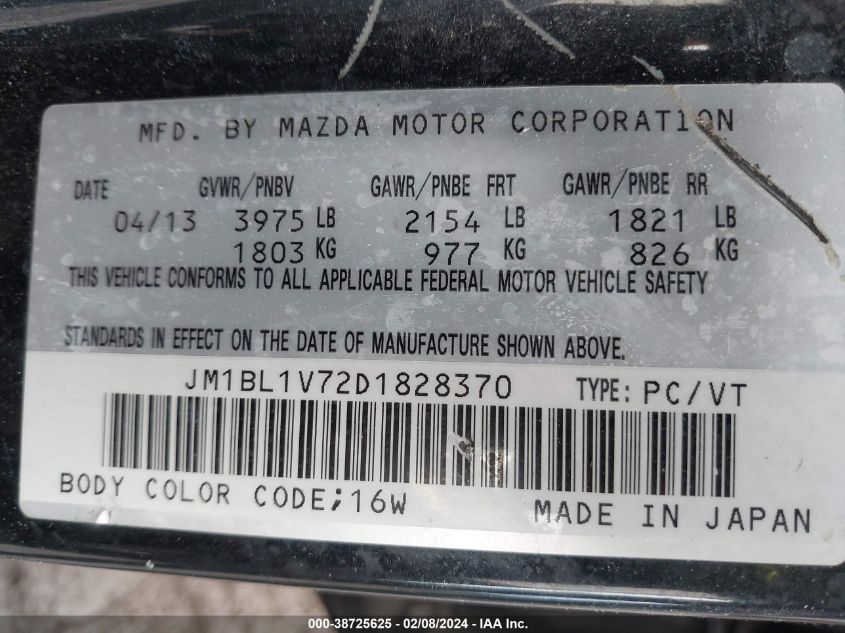 MFD. BY MAZDA MOTOR CORPORATION
DATE GVWR/PNBV GAWR/PNBE FRT GAWR/PNBE RR
04/13 3975 LB 2154 LB 1821 LB
1803 KG 977 KG 826 KG
THIS VEHICLE CONFORMS TO ALL APPLICABLE FEDERAL MOTOR VEHICLE SAFETY
STANDARDS IN EFFECT ON THE DATE OF MANUFACTURE SHOWN ABOVE.
JM1BL1V72D1828370 TYPE: PC/VT
BODY COLOR CODE;16W MADE IN JAPAN
000-38725625 - 02/08/2024 - IAA Inc.